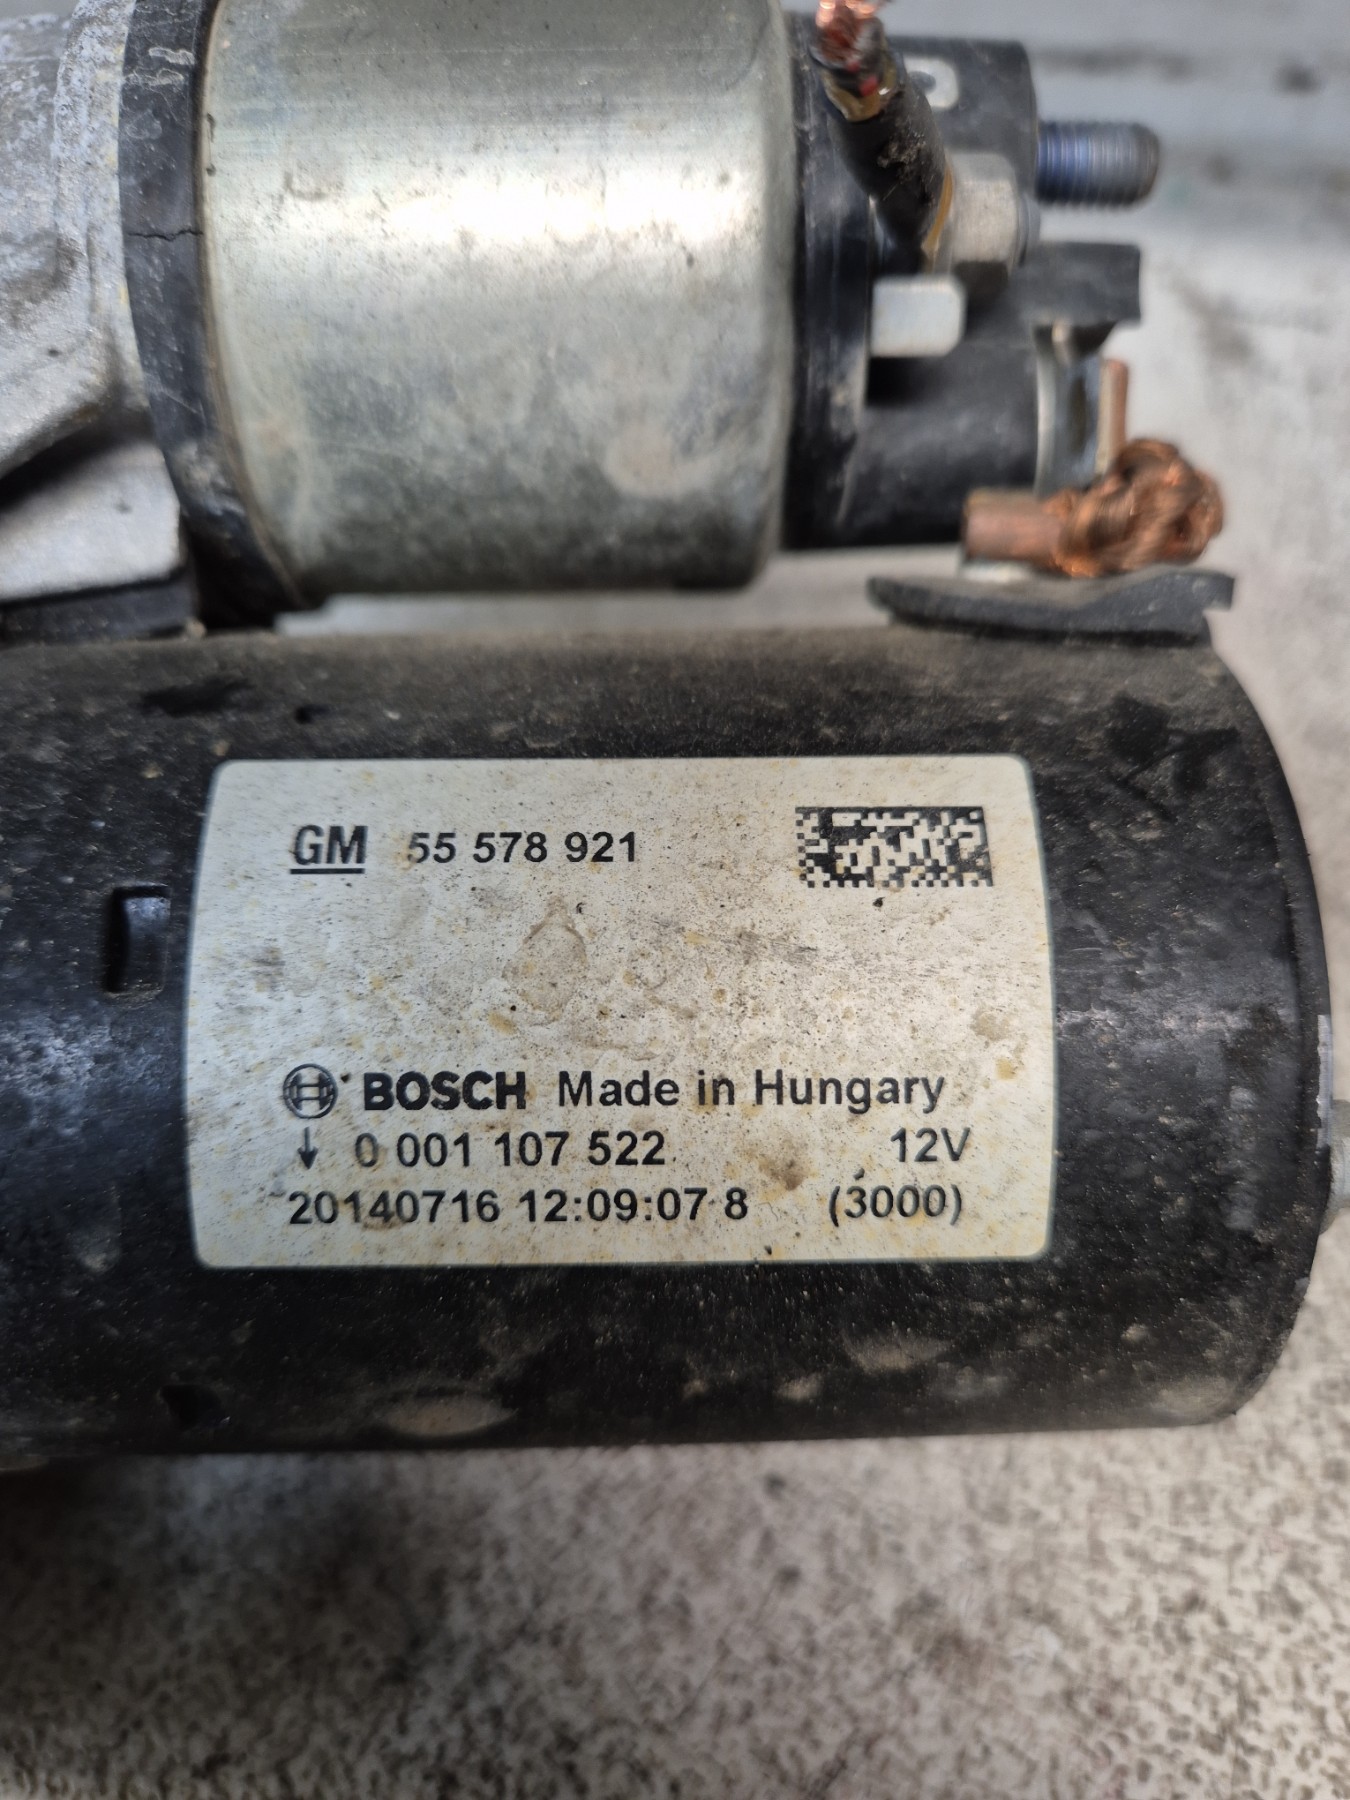 GM 55 578 921
BOSCH Made in Hungary
↓ 0 001 107 522 12V
20140716 12:09:07 8 (3000)